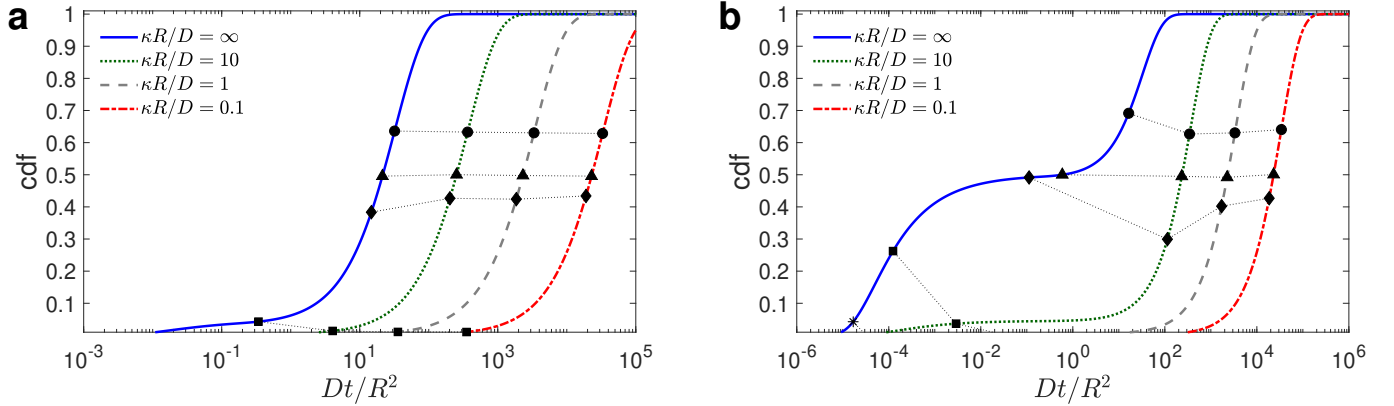 a
cdf
1
0.9
0.8
0.7
0.6
0.5
0.4
0.3
0.2
0.1
κR/D = ∞
κR/D = 10
κR/D = 1
κR/D = 0.1
10^-3
10^-1
10^1
10^3
10^5
Dt/R^2
b
cdf
1
0.9
0.8
0.7
0.6
0.5
0.4
0.3
0.2
0.1
κR/D = ∞
κR/D = 10
κR/D = 1
κR/D = 0.1
10^-6
10^-4
10^-2
10^0
10^2
10^4
10^6
Dt/R^2